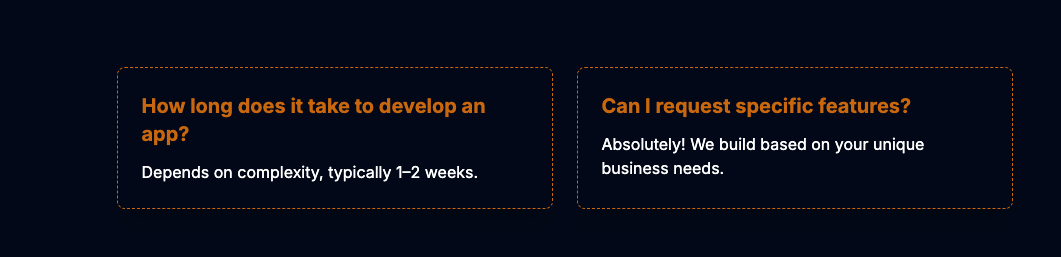 How long does it take to develop an
app?
Depends on complexity, typically 1–2 weeks.
Can I request specific features?
Absolutely! We build based on your unique
business needs.